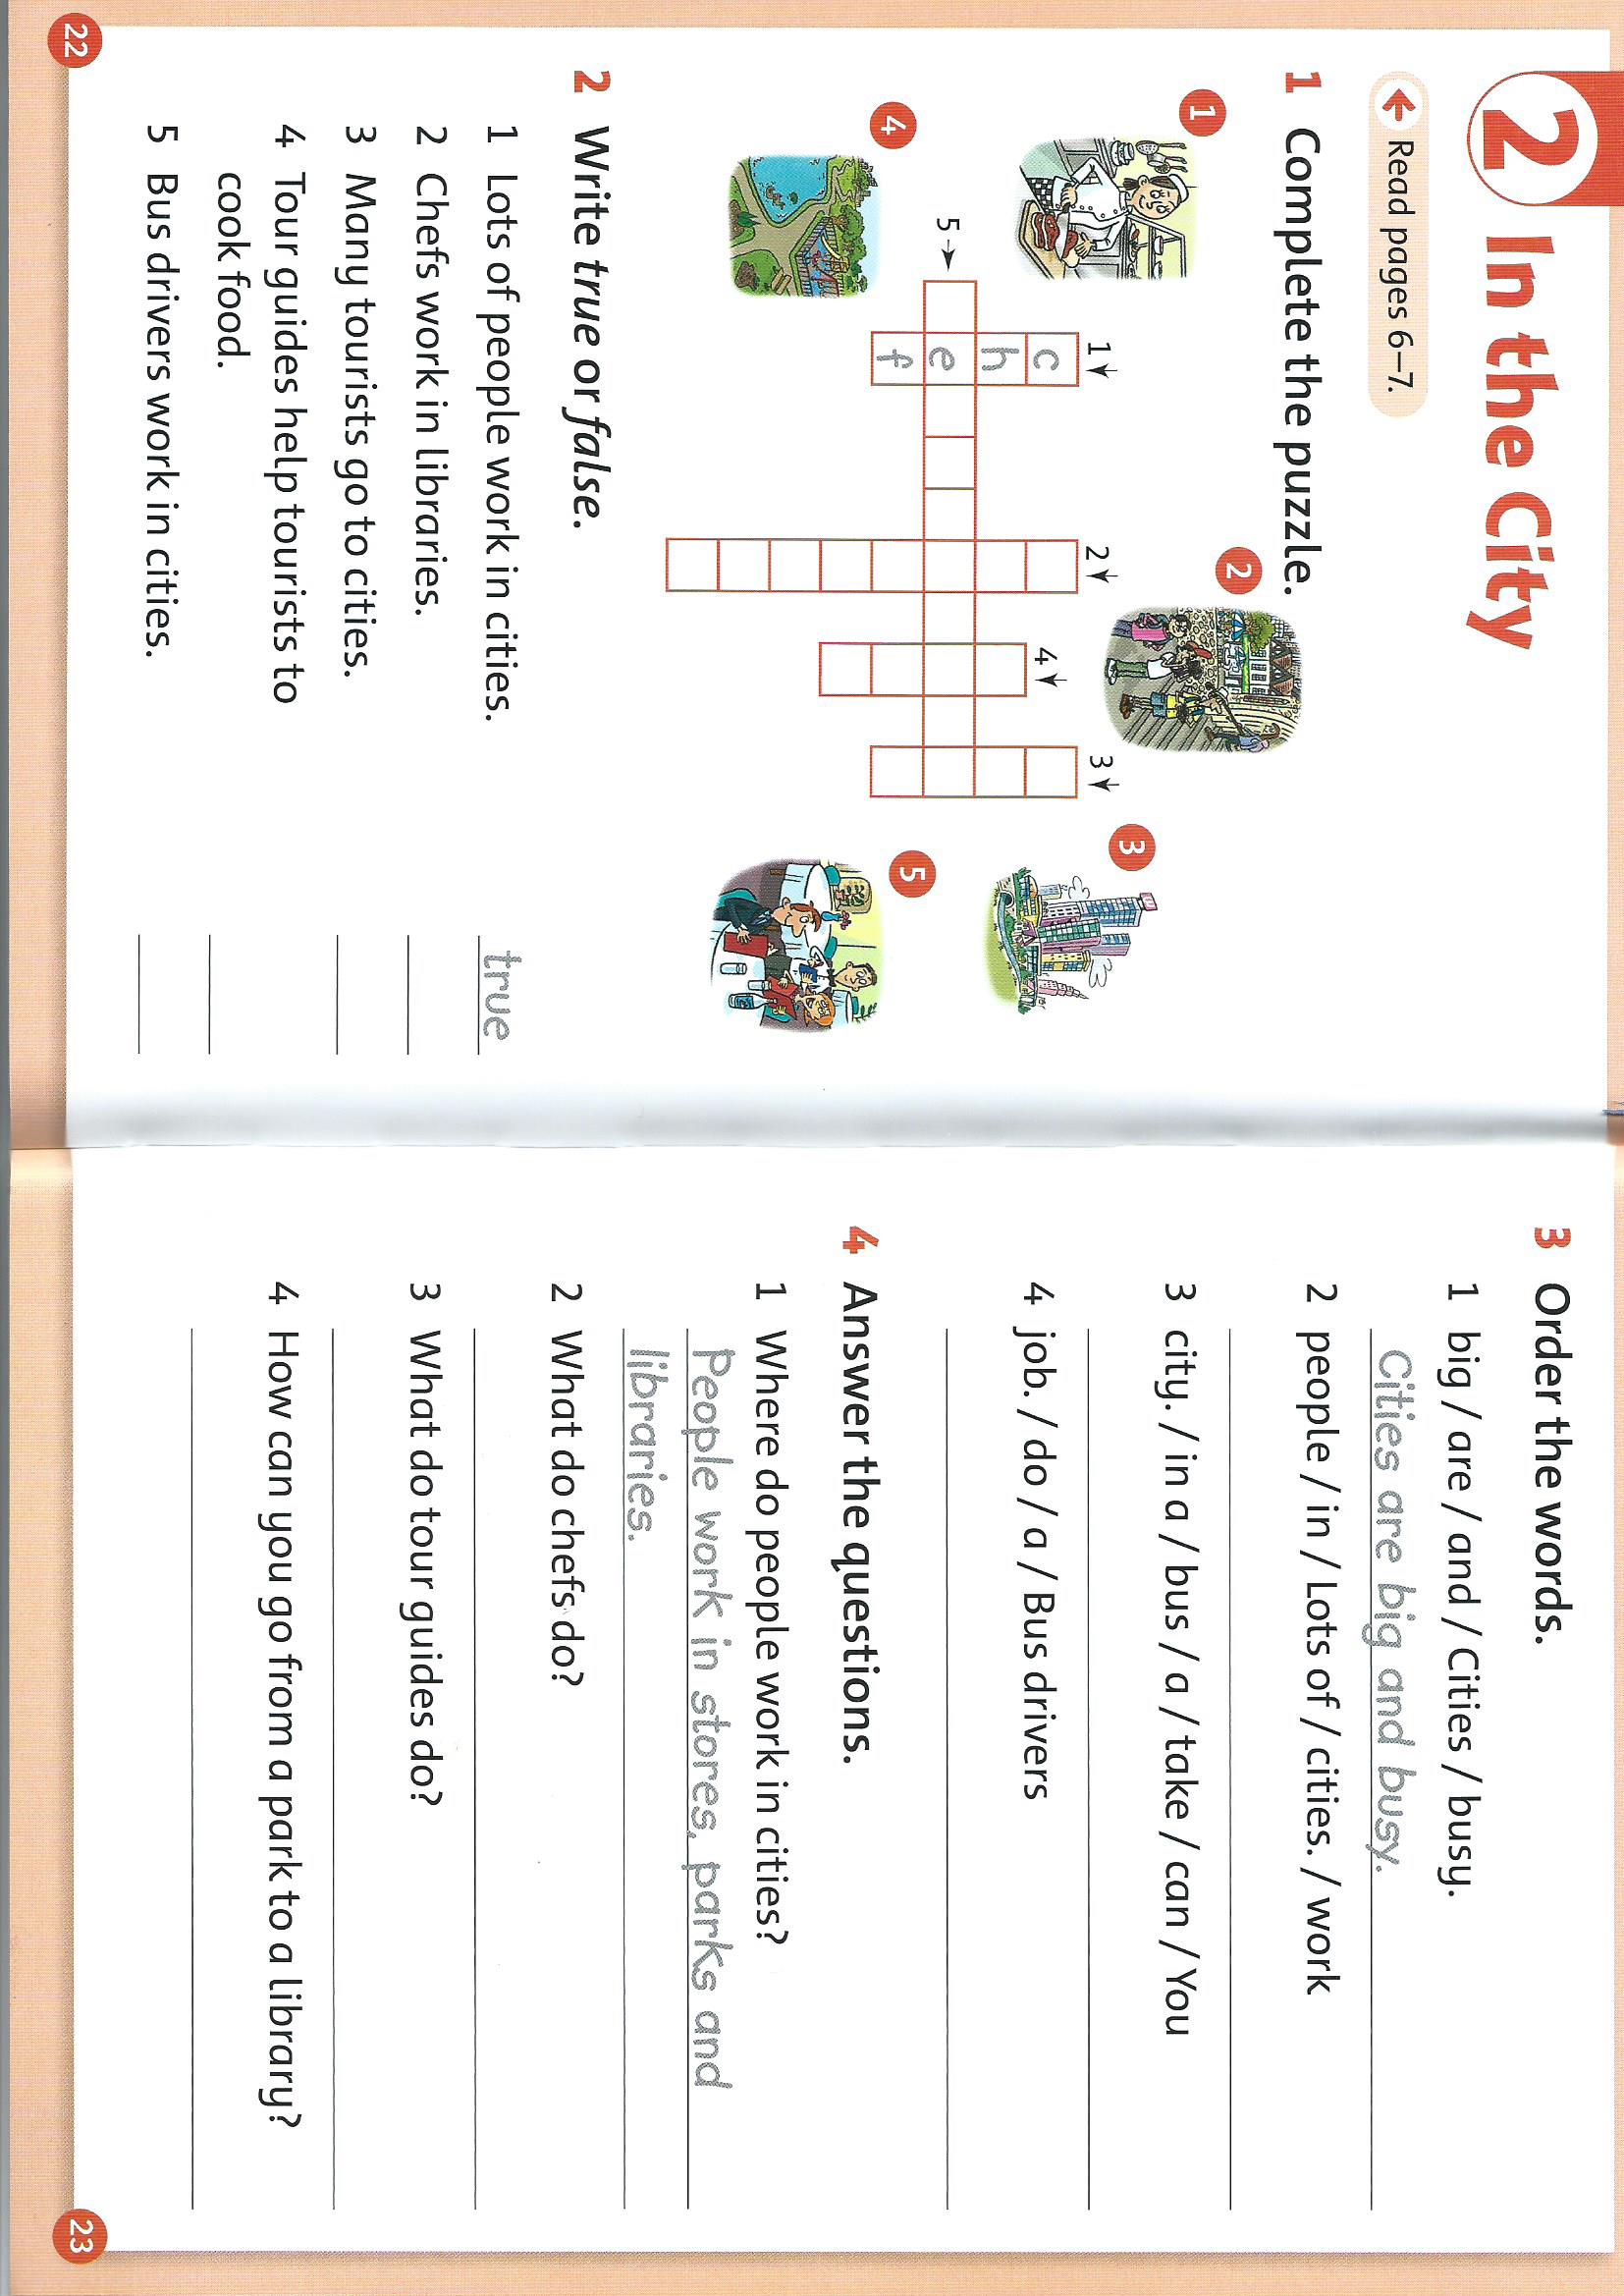 2 In the City
← Read pages 6–7.
1 Complete the puzzle.
1
2
3
4
5
1
2
4
3
5 →
c
h
e
f
2 Write true or false.
1 Lots of people work in cities. true
2 Chefs work in libraries.
3 Many tourists go to cities.
4 Tour guides help tourists to
cook food.
5 Bus drivers work in cities.
22
3 Order the words.
1 big / are / and / Cities / busy.
Cities are big and busy.
2 people / in / Lots of / cities. / work
3 city. / in a / bus / a / take / can / You
4 job. / do / a / Bus drivers
4 Answer the questions.
1 Where do people work in cities?
People work in stores, parks and
libraries.
2 What do chefs do?
3 What do tour guides do?
4 How can you go from a park to a library?
23